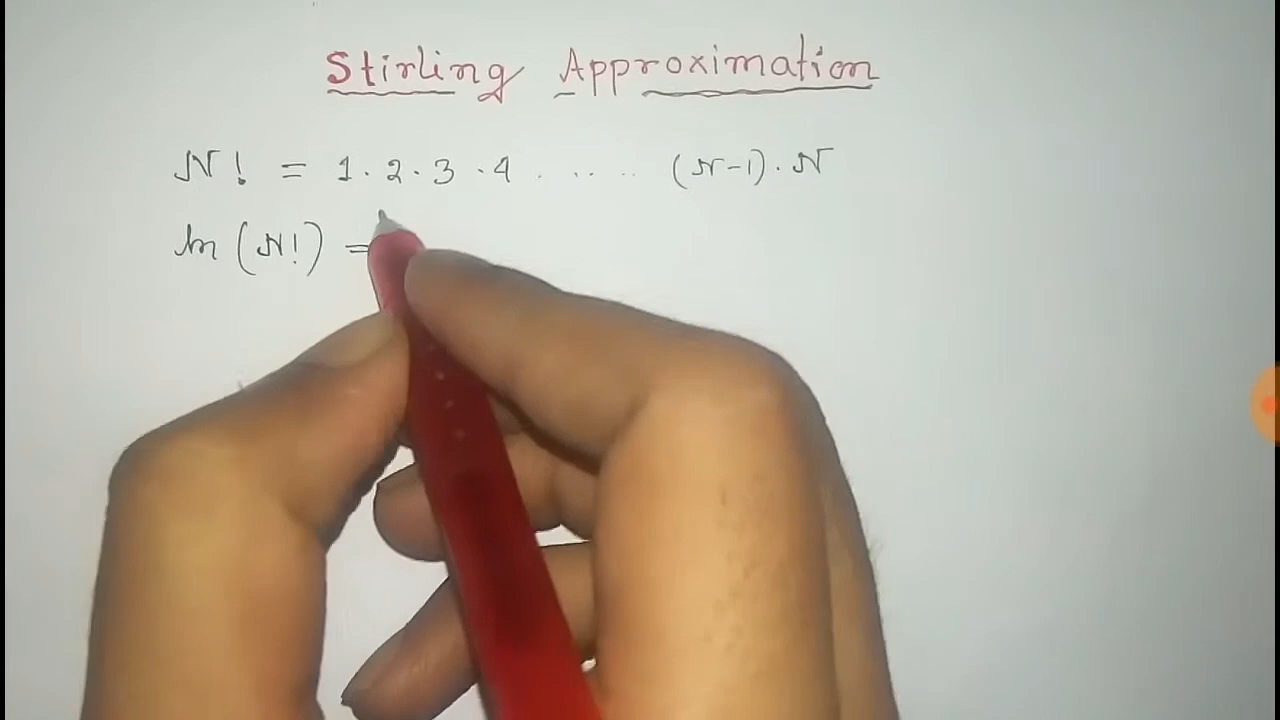 Stirling Approximation
N! = 1.2.3.4 . ... .. (N-1).N
ln (N!) =